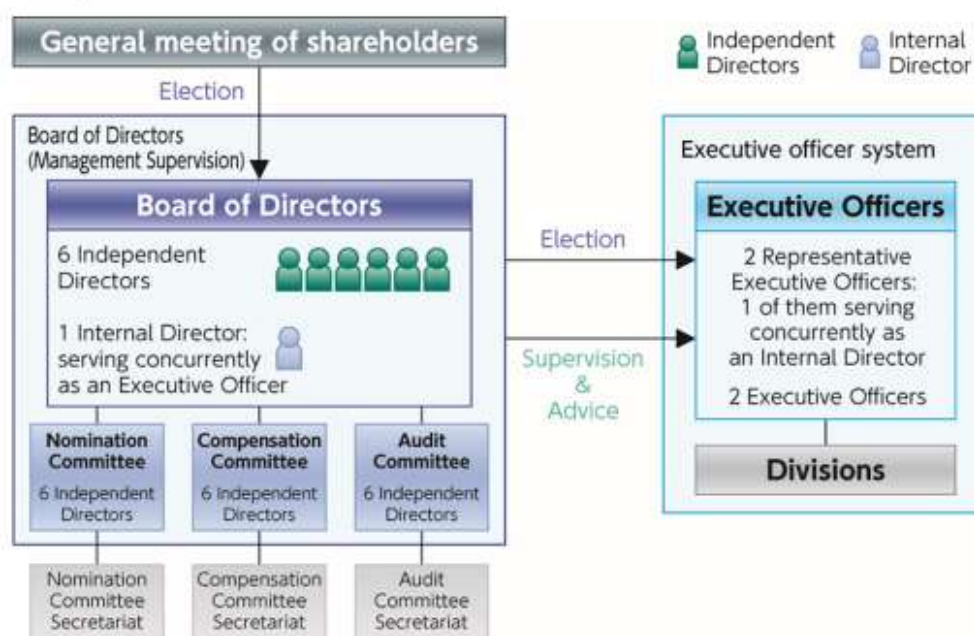 General meeting of shareholders
Independent
Directors
Internal
Director
Election
Board of Directors
(Management Supervision)
Board of Directors
6 Independent
Directors
1 Internal Director:
serving concurrently
as an Executive Officer
Nomination
Committee
6 Independent
Directors
Compensation
Committee
6 Independent
Directors
Audit
Committee
6 Independent
Directors
Nomination
Committee
Secretariat
Compensation
Committee
Secretariat
Audit
Committee
Secretariat
Election
Supervision
&
Advice
Executive officer system
Executive Officers
2 Representative
Executive Officers:
1 of them serving
concurrently as
an Internal Director
2 Executive Officers
Divisions